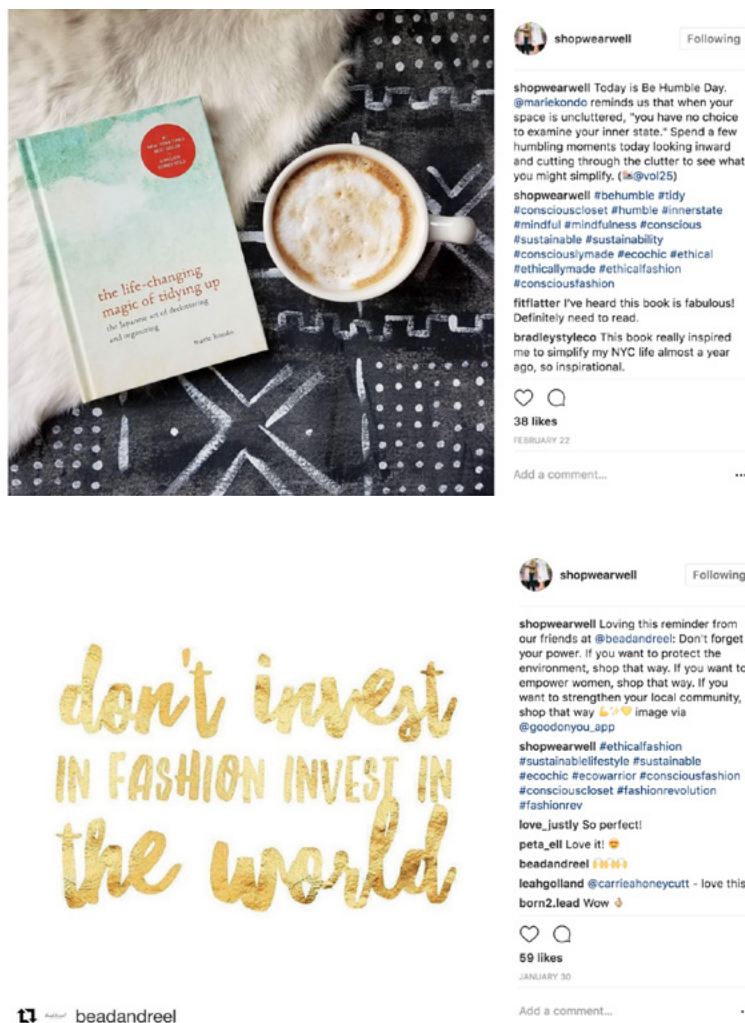 shopwearwell
Following
NEW YORK TIMES
BEST SELLER
the life-changing
magic of tidying up
the Japanese art of decluttering
and organizing
marie kondo
shopwearwell Today is Be Humble Day.
@mariekondo reminds us that when your
space is uncluttered, "you have no choice
to examine your inner state." Spend a few
humbling moments today looking inward
and cutting through the clutter to see what
you might simplify. (📷@vol25)
shopwearwell #behumble #tidy
#consciouscloset #humble #innerstate
#mindful #mindfulness #conscious
#sustainable #sustainability
#consciouslymade #ecochic #ethical
#ethicallymade #ethicalfashion
#consciousfashion
fitflatter I've heard this book is fabulous!
Definitely need to read.
bradleystyleco This book really inspired
me to simplify my NYC life almost a year
ago, so inspirational.
38 likes
FEBRUARY 22
Add a comment...
shopwearwell
Following
don't invest
IN FASHION INVEST IN
the world
beadandreel
shopwearwell Loving this reminder from
our friends at @beadandreel: Don't forget
your power. If you want to protect the
environment, shop that way. If you want to
empower women, shop that way. If you
want to strengthen your local community,
shop that way 💪✨💛 image via
@goodonyou_app
shopwearwell #ethicalfashion
#sustainablelifestyle #sustainable
#ecochic #ecowarrior #consciousfashion
#consciouscloset #fashionrevolution
#fashionrev
love_justly So perfect!
peta_ell Love it! 😍
beadandreel 🙌🙌
leahgolland @carrieahoneycutt - love this
born2.lead Wow 👌
59 likes
JANUARY 30
Add a comment...